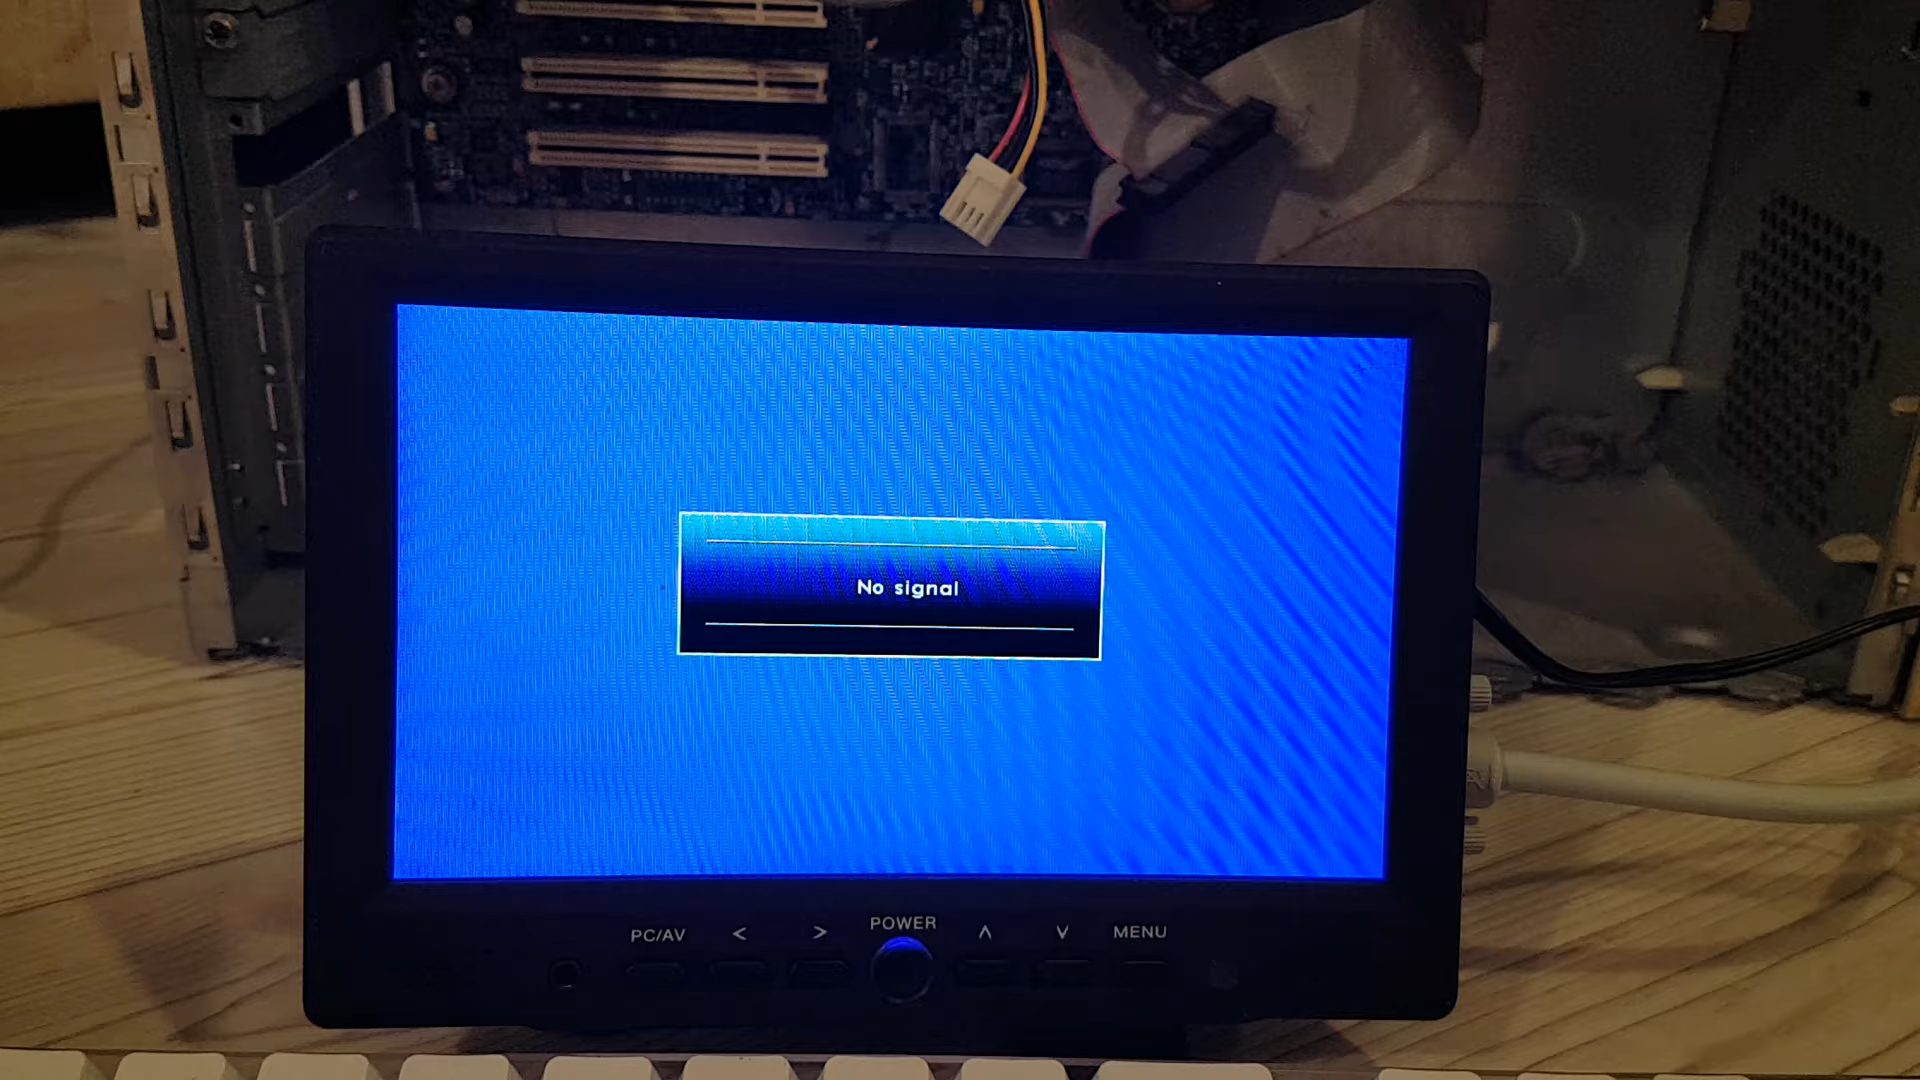 No signal
PC/AV < > POWER ∧ ∨ MENU